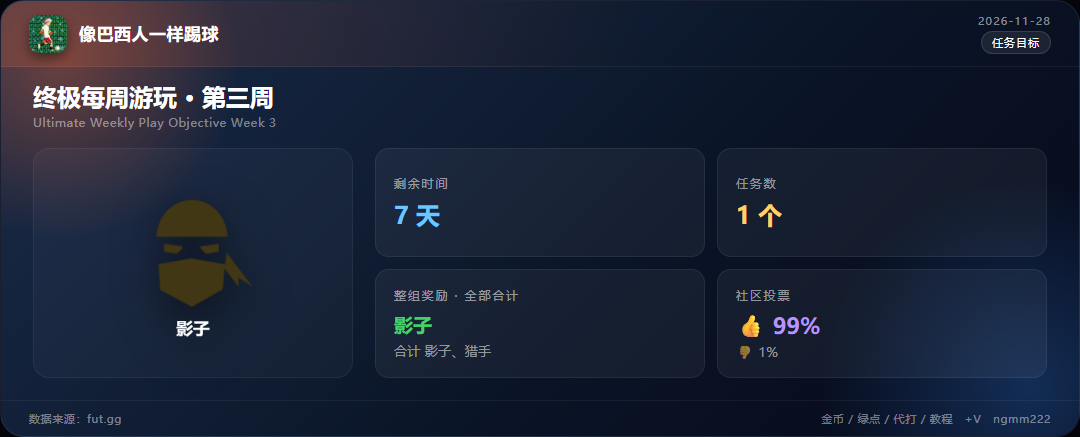 像巴西人一样踢球
2026-11-28
任务目标
终极每周游玩・第三周
Ultimate Weekly Play Objective Week 3
影子
剩余时间
7 天
任务数
1 个
整组奖励 · 全部合计
影子
合计 影子、猎手
社区投票
👍 99%
👎 1%
数据来源：fut.gg
金币 / 绿点 / 代打 / 教程 +V ngmm222